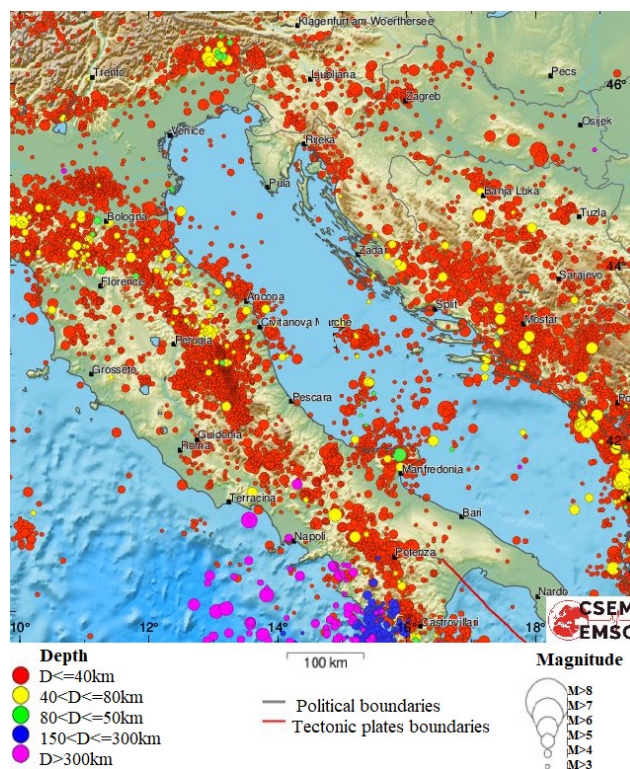 Klagenfurt am Woerthersee
Trento
Ljubljana
Pecs
46°
Zagreb
Osijek
Venice
Rijeka
Pula
Banja Luka
Tuzla
Bologna
44°
Zadar
Sarajevo
Florence
Ancona
Split
Mostar
Civitanova Marche
Perugia
Grosseto
Pescara
Po
42°
Guidonia
Roma
Manfredonia
Terracina
Bari
Napoli
Potenza
Nardo
CSEM
EMSC
10°
12°
14°
16°
Castrovillari
18°
Depth
D<=40km
40<D<=80km
80<D<=50km
150<D<=300km
D>300km
100 km
Political boundaries
Tectonic plates boundaries
Magnitude
M>8
M>7
M>6
M>5
M>4
M>3